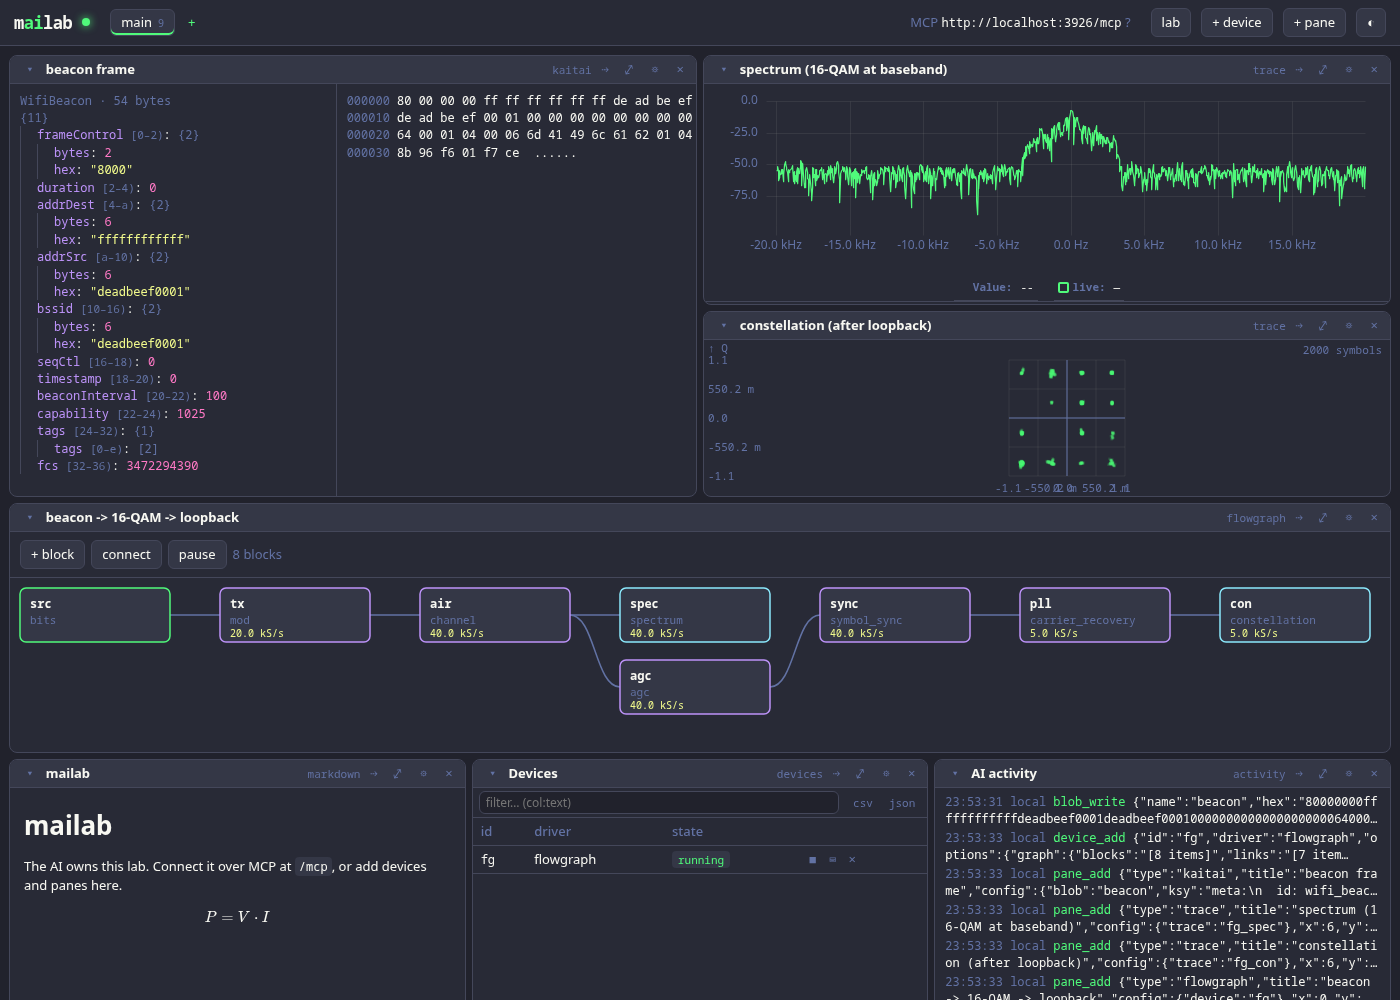 mailab
main 9
+
MCP http://localhost:3926/mcp ?
lab
+ device
+ pane
beacon frame
kaitai
WifiBeacon · 54 bytes
{11}
frameControl [0-2]: {2}
bytes: 2
hex: "8000"
duration [2-4]: 0
addrDest [4-a]: {2}
bytes: 6
hex: "ffffffffffff"
addrSrc [a-10]: {2}
bytes: 6
hex: "deadbeef0001"
bssid [10-16]: {2}
bytes: 6
hex: "deadbeef0001"
seqCtl [16-18]: 0
timestamp [18-20]: 0
beaconInterval [20-22]: 100
capability [22-24]: 1025
tags [24-32]: {1}
tags [0-e]: [2]
fcs [32-36]: 3472294390
000000 80 00 00 00 ff ff ff ff ff ff de ad be ef
000010 de ad be ef 00 01 00 00 00 00 00 00 00 00
000020 64 00 01 04 00 06 6d 41 49 6c 61 62 01 04
000030 8b 96 f6 01 f7 ce ......
spectrum (16-QAM at baseband)
trace
0.0
-25.0
-50.0
-75.0
-20.0 kHz -15.0 kHz -10.0 kHz -5.0 kHz 0.0 Hz 5.0 kHz 10.0 kHz 15.0 kHz
Value: -- live: —
constellation (after loopback)
trace
↑ Q
2000 symbols
1.1
550.2 m
0.0
-550.2 m
-1.1
-1.1 -550.2 m 0.0 550.2 m 1.1
beacon -> 16-QAM -> loopback
flowgraph
+ block connect pause 8 blocks
src
bits
tx
mod
20.0 kS/s
air
channel
40.0 kS/s
spec
spectrum
40.0 kS/s
sync
symbol_sync
40.0 kS/s
pll
carrier_recovery
5.0 kS/s
con
constellation
5.0 kS/s
agc
agc
40.0 kS/s
mailab
markdown
mailab
The AI owns this lab. Connect it over MCP at /mcp, or add devices
and panes here.
P = V · I
Devices
devices
filter... (col:text)
csv json
id driver state
fg flowgraph running
AI activity
activity
23:53:31 local blob_write {"name":"beacon","hex":"80000000ff
ffffffffffdeadbeef0001deadbeef00010000000000000000000064000…
23:53:33 local device_add {"id":"fg","driver":"flowgraph","o
ptions":{"graph":{"blocks":"[8 items]","links":"[7 item…
23:53:33 local pane_add {"type":"kaitai","title":"beacon fra
me","config":{"blob":"beacon","ksy":"meta:\n  id: wifi_beac…
23:53:33 local pane_add {"type":"trace","title":"spectrum (1
6-QAM at baseband)","config":{"trace":"fg_spec"},"x":6,"y":…
23:53:33 local pane_add {"type":"trace","title":"constellati
on (after loopback)","config":{"trace":"fg_con"},"x":6,"y":…
23:53:33 local pane_add {"type":"flowgraph","title":"beacon
-> 16-QAM -> loopback","config":{"device":"fg"},"x":0,"y":